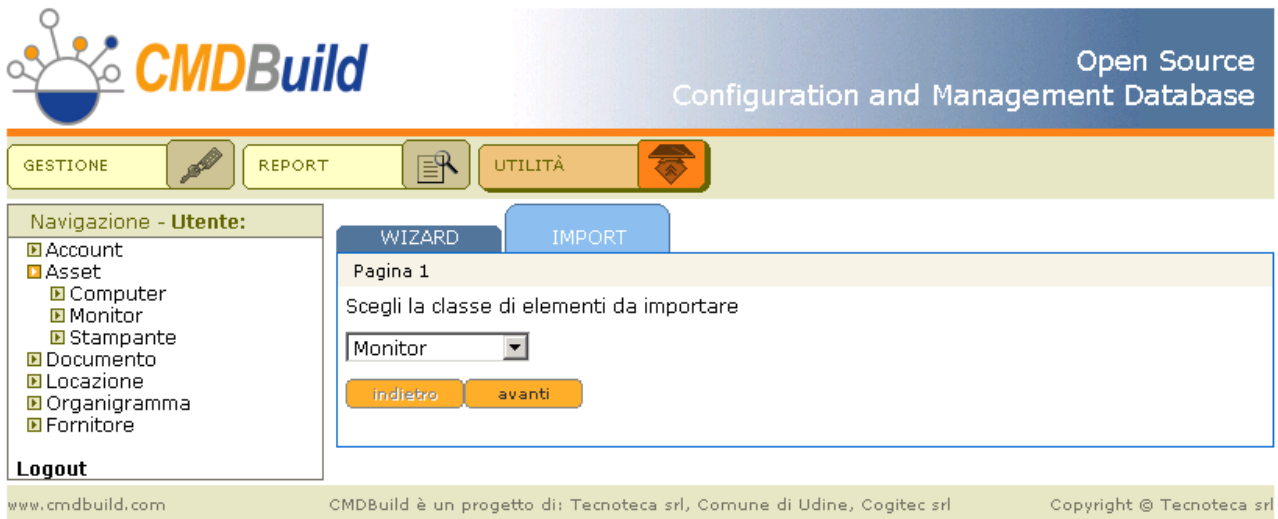 CMDBuild
Open Source
Configuration and Management Database
GESTIONE
REPORT
UTILITÀ
Navigazione - Utente:
Account
Asset
Computer
Monitor
Stampante
Documento
Locazione
Organigramma
Fornitore
Logout
WIZARD
IMPORT
Pagina 1
Scegli la classe di elementi da importare
Monitor
indietro
avanti
www.cmdbuild.com
CMDBuild è un progetto di: Tecnoteca srl, Comune di Udine, Cogitec srl
Copyright © Tecnoteca srl